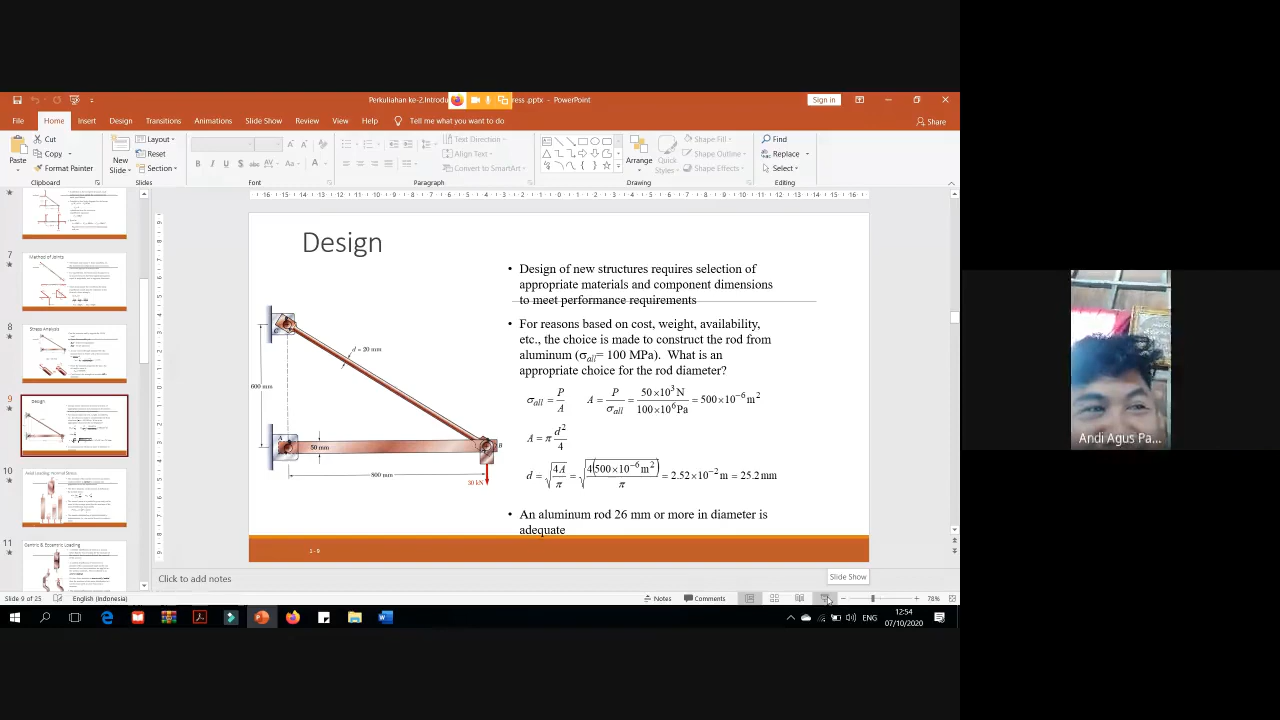 Perkuliahan ke-2.Introdu ress .pptx - PowerPoint
Sign in
File Home Insert Design Transitions Animations Slide Show Review View Help Tell me what you want to do
Share
Paste
Cut
Copy
Format Painter
Clipboard
New
Slide
Layout
Reset
Section
Slides
Font
Text Direction
Align Text
Convert to SmartArt
Paragraph
Arrange
Quick
Styles
Shape Fill
Shape Outline
Shape Effects
Drawing
Find
Replace
Select
Editing
7
Method of Joints
8
Stress Analysis
9
Design
10
Axial Loading: Normal Stress
11
Centric & Eccentric Loading
Design
of new structures requires selection of
appropriate materials and component dimensions
to meet performance requirements
• For reasons based on cost, weight, availability,
etc., the choice is made to construct the rod from
aluminum (σall= 100 MPa). What is an
appropriate choice for the rod diameter?
σall = P/A A = P/σall = 50×10³ N / 100×10⁶ Pa = 500×10⁻⁶ m²
π d²/4
d = √(4A/π) = √(4(500×10⁻⁶ m²)/π) = 2.52×10⁻² m = 25.2 mm
An aluminum rod 26 mm or more in diameter is
adequate
d = 20 mm
600 mm
50 mm
B
800 mm
30 kN
1 - 9
Click to add notes
Slide Show
Slide 9 of 25 English (Indonesia) Notes Comments 78%
ENG
12:54
07/10/2020
Andi Agus Pa...